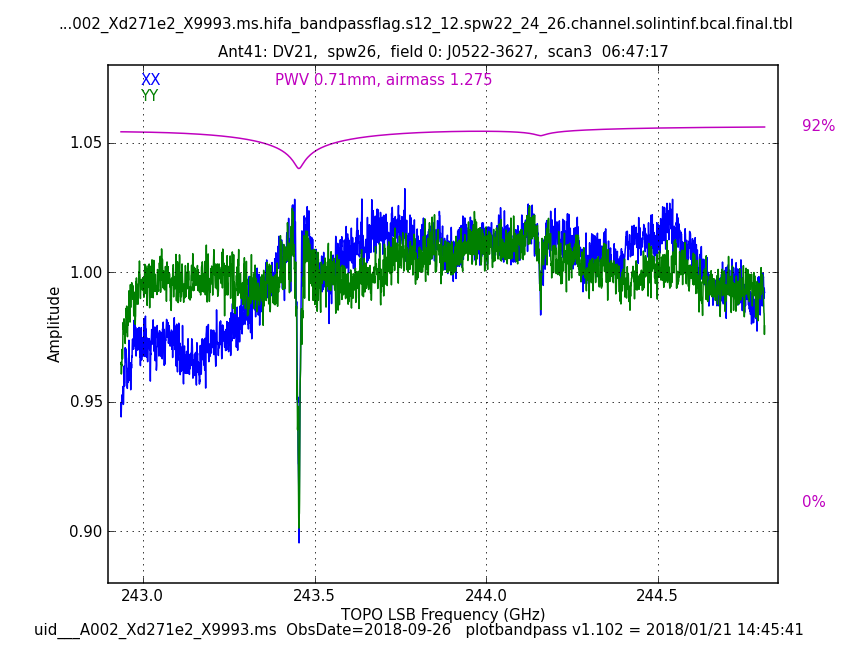 ...002_Xd271e2_X9993.ms.hifa_bandpassflag.s12_12.spw22_24_26.channel.solintinf.bcal.final.tbl
Ant41: DV21,  spw26,  field 0: J0522-3627,  scan3  06:47:17
XX
PWV 0.71mm, airmass 1.275
YY
92%
1.05
1.00
Amplitude
0.95
0%
0.90
243.0
243.5
244.0
244.5
TOPO LSB Frequency (GHz)
uid___A002_Xd271e2_X9993.ms  ObsDate=2018-09-26   plotbandpass v1.102 = 2018/01/21 14:45:41